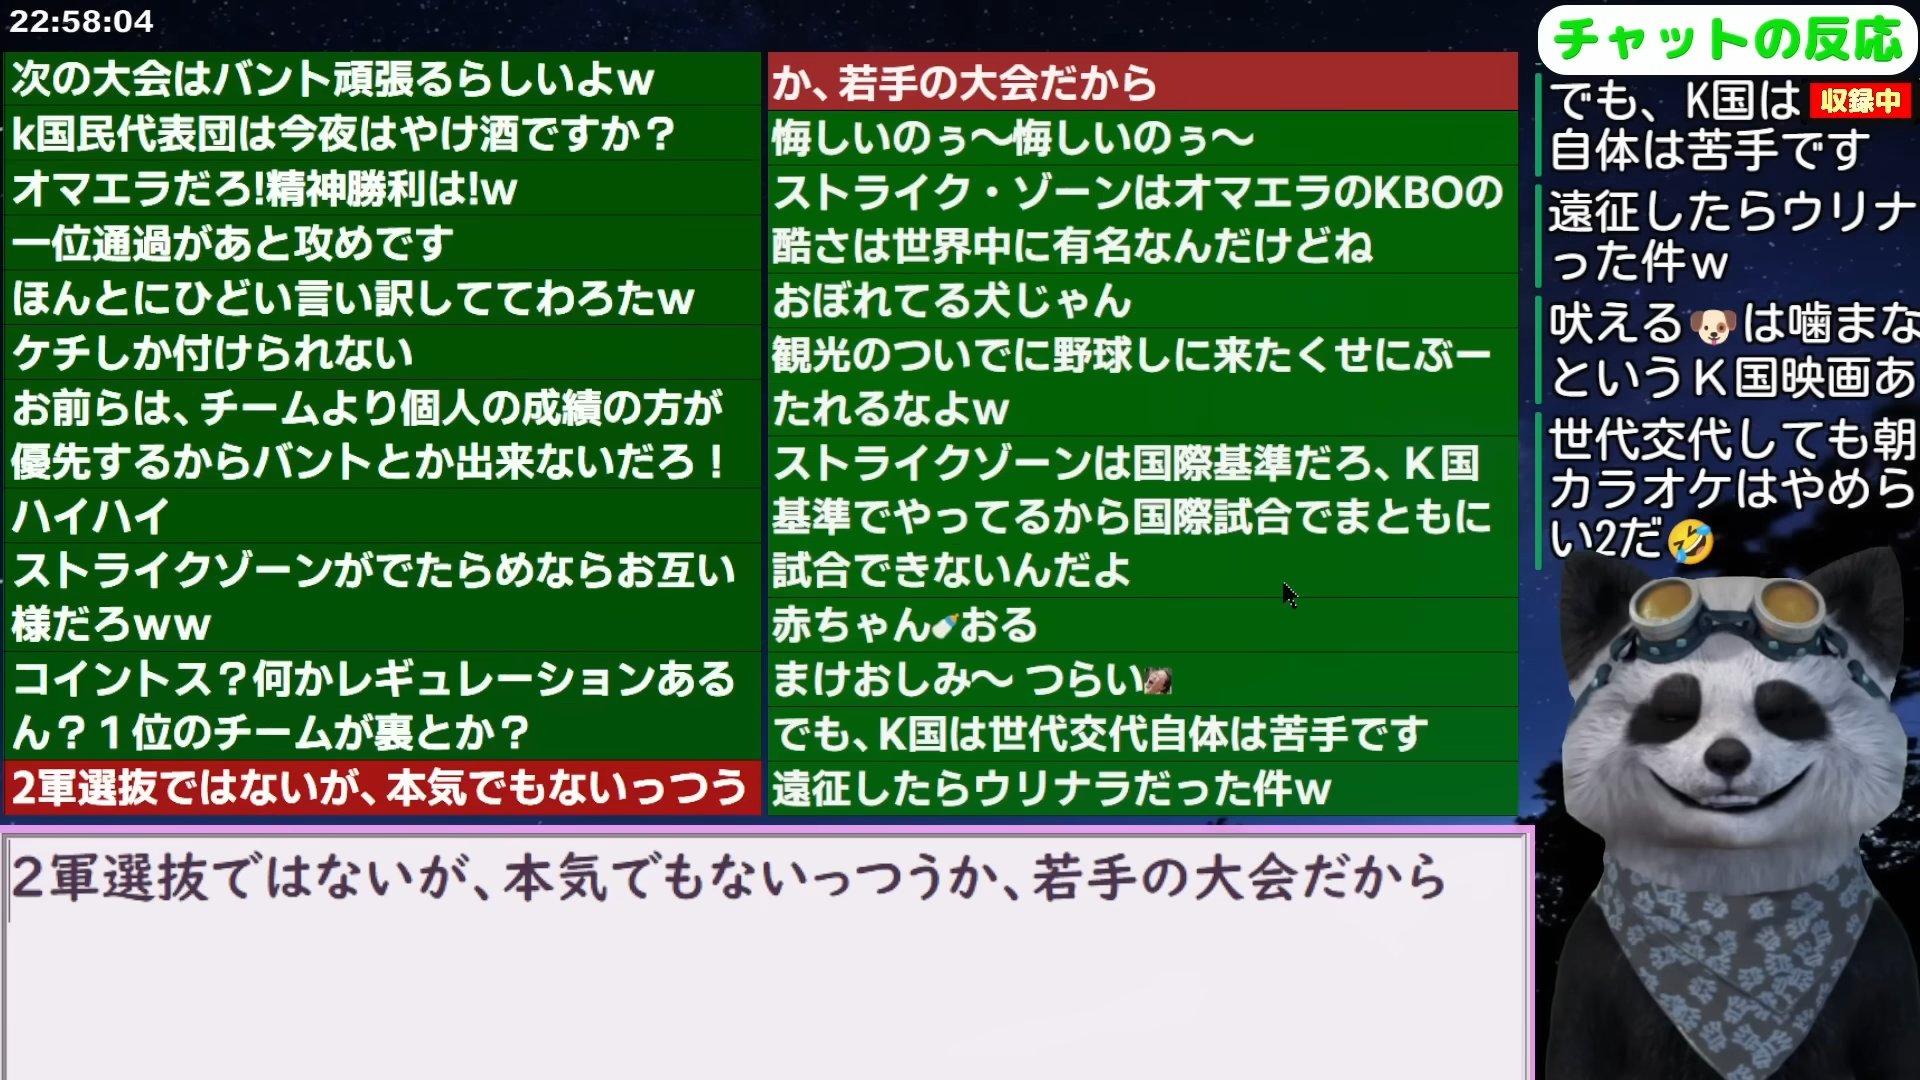 22:58:04
次の大会はバント頑張るらしいよw
k国民代表団は今夜はやけ酒ですか？
オマエラだろ!精神勝利は!w
一位通過があと攻めです
ほんとにひどい言い訳しててわろたw
ケチしか付けられない
お前らは、チームより個人の成績の方が
優先するからバントとか出来ないだろ！
ハイハイ
ストライクゾーンがでたらめならお互い
様だろww
コイントス？何かレギュレーションある
ん？１位のチームが裏とか？
2軍選抜ではないが、本気でもないっつう
か、若手の大会だから
悔しいのぅ〜悔しいのぅ〜
ストライク・ゾーンはオマエラのKBOの
酷さは世界中に有名なんだけどね
おぼれてる犬じゃん
観光のついでに野球しに来たくせにぶー
たれるなよw
ストライクゾーンは国際基準だろ、Ｋ国
基準でやってるから国際試合でまともに
試合できないんだよ
赤ちゃん🍼おる
まけおしみ〜 つらい
でも、K国は世代交代自体は苦手です
遠征したらウリナラだった件w
チャットの反応
でも、K国は
収録中
自体は苦手です
遠征したらウリナ
った件ｗ
吠える🐶は噛まな
というＫ国映画あ
世代交代しても朝
カラオケはやめら
い2だ🤣
2軍選抜ではないが、本気でもないっつうか、若手の大会だから